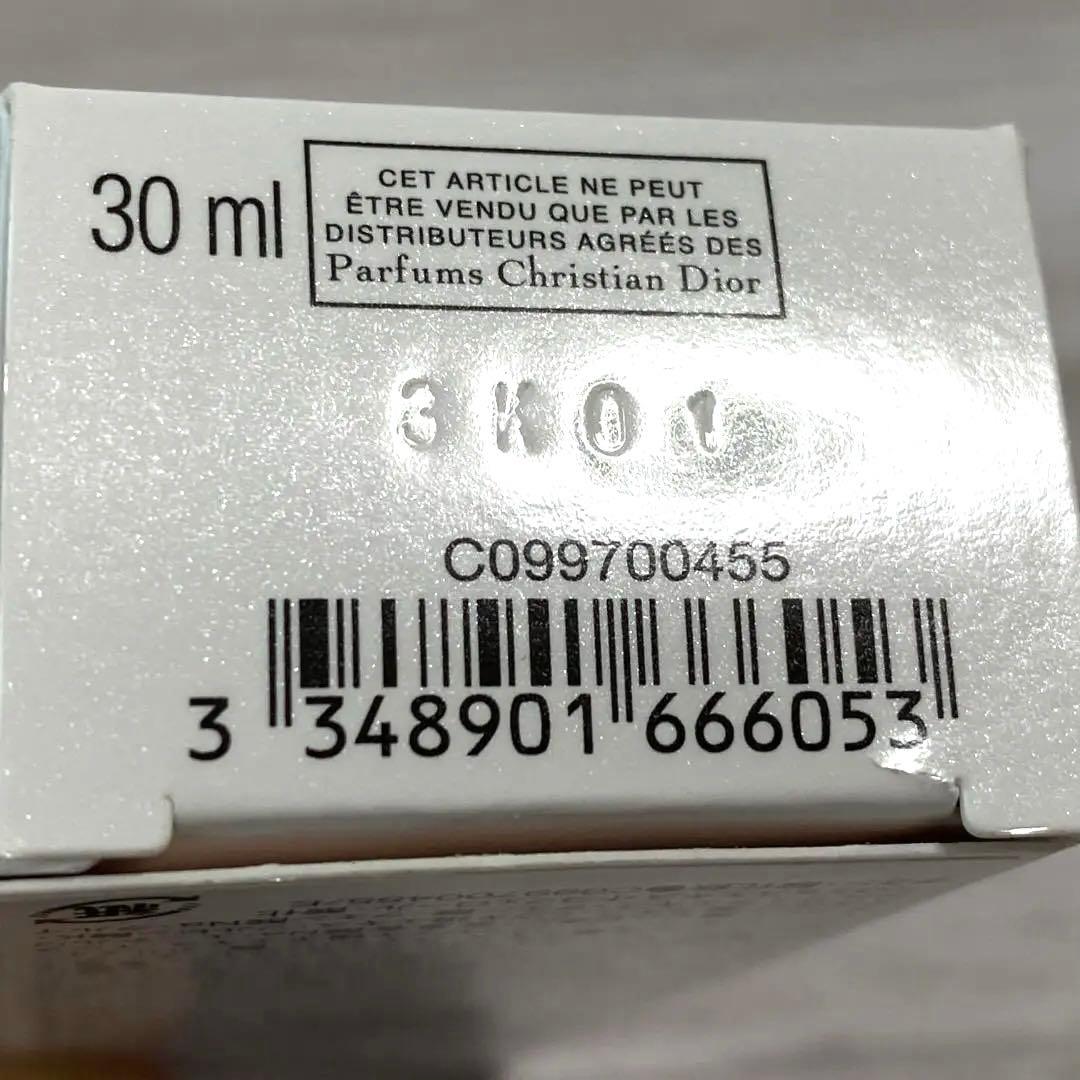 30 ml
CET ARTICLE NE PEUT
ÊTRE VENDU QUE PAR LES
DISTRIBUTEURS AGRÉÉS DES
Parfums Christian Dior
3K01
C099700455
3 348901 666053